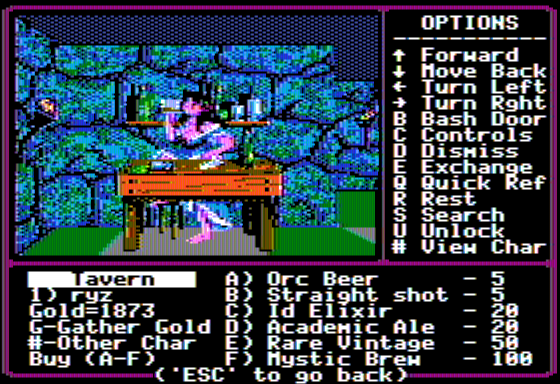 OPTIONS
↑ Forward
↓ Move Back
← Turn Left
→ Turn Rght
B Bash Door
C Controls
D Dismiss
E Exchange
Q Quick Ref
R Rest
S Search
U Unlock
# View Char
Tavern
1) ryz
Gold=1873
G-Gather Gold
#-Other Char
Buy (A-F)
A) Orc Beer - 5
B) Straight shot - 5
C) Id Elixir - 20
D) Academic Ale - 20
E) Rare Vintage - 50
F) Mystic Brew - 100
('ESC' to go back)